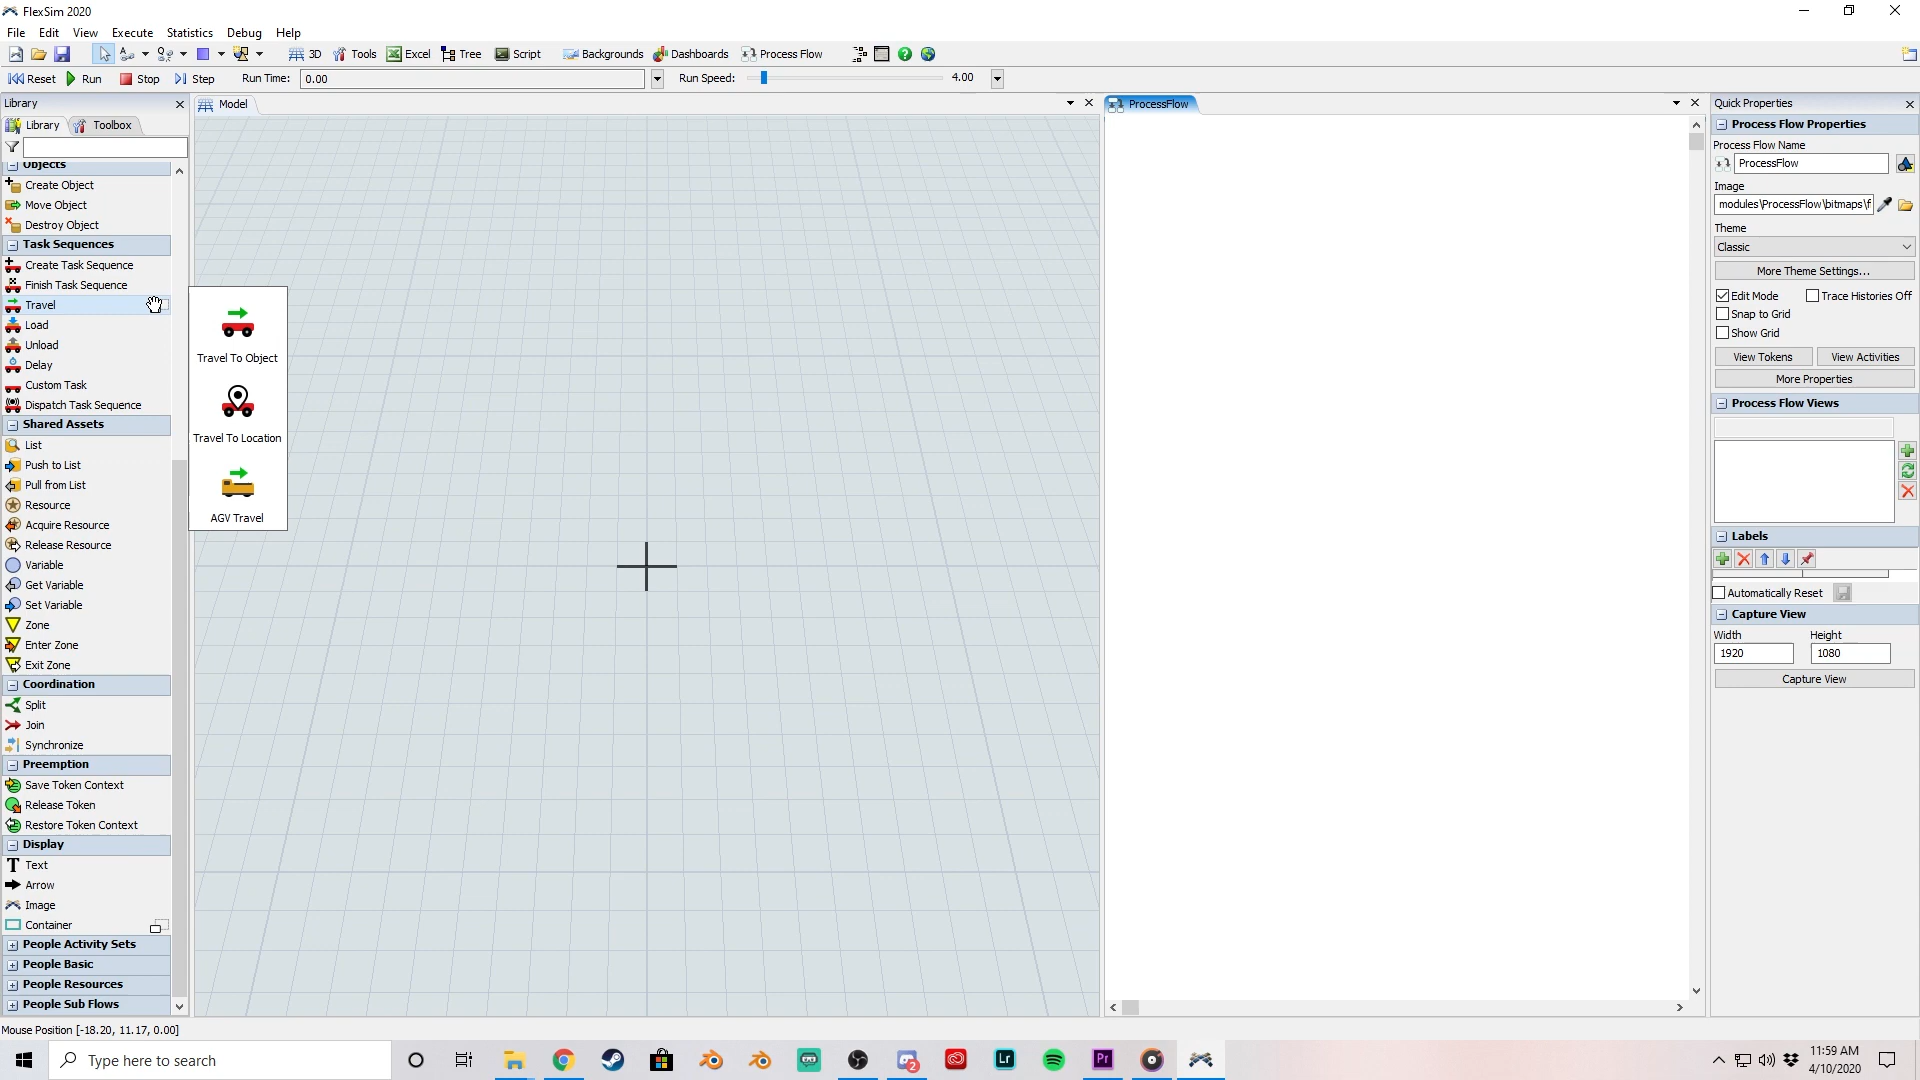 FlexSim 2020
File Edit View Execute Statistics Debug Help
3D Tools Excel Tree Script Backgrounds Dashboards Process Flow
Reset Run Stop Step Run Time: 0.00 Run Speed: 4.00
Library
Library Toolbox
Objects
Create Object
Move Object
Destroy Object
Task Sequences
Create Task Sequence
Finish Task Sequence
Travel
Load
Unload
Delay
Custom Task
Dispatch Task Sequence
Shared Assets
List
Push to List
Pull from List
Resource
Acquire Resource
Release Resource
Variable
Get Variable
Set Variable
Zone
Enter Zone
Exit Zone
Coordination
Split
Join
Synchronize
Preemption
Save Token Context
Release Token
Restore Token Context
Display
Text
Arrow
Image
Container
People Activity Sets
People Basic
People Resources
People Sub Flows
Travel To Object
Travel To Location
AGV Travel
Model
ProcessFlow
Quick Properties
Process Flow Properties
Process Flow Name
ProcessFlow
Image
modules\ProcessFlow\bitmaps\f
Theme
Classic
More Theme Settings...
Edit Mode Trace Histories Off
Snap to Grid
Show Grid
View Tokens View Activities
More Properties
Process Flow Views
Labels
Automatically Reset
Capture View
Width Height
1920 1080
Capture View
Mouse Position [-18.20, 11.17, 0.00]
Type here to search
2
Lr
Pr
11:59 AM
4/10/2020